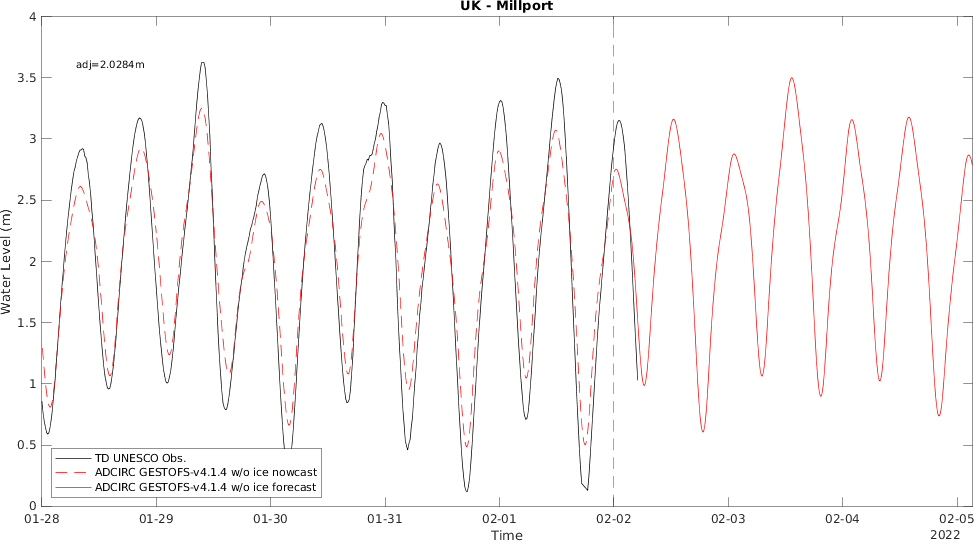 UK - Millport
adj=2.0284m
4
3.5
3
2.5
2
1.5
1
0.5
0
Water Level (m)
TD UNESCO Obs.
ADCIRC GESTOFS-v4.1.4 w/o ice nowcast
ADCIRC GESTOFS-v4.1.4 w/o ice forecast
01-28 01-29 01-30 01-31 02-01 02-02 02-03 02-04 02-05
Time
2022